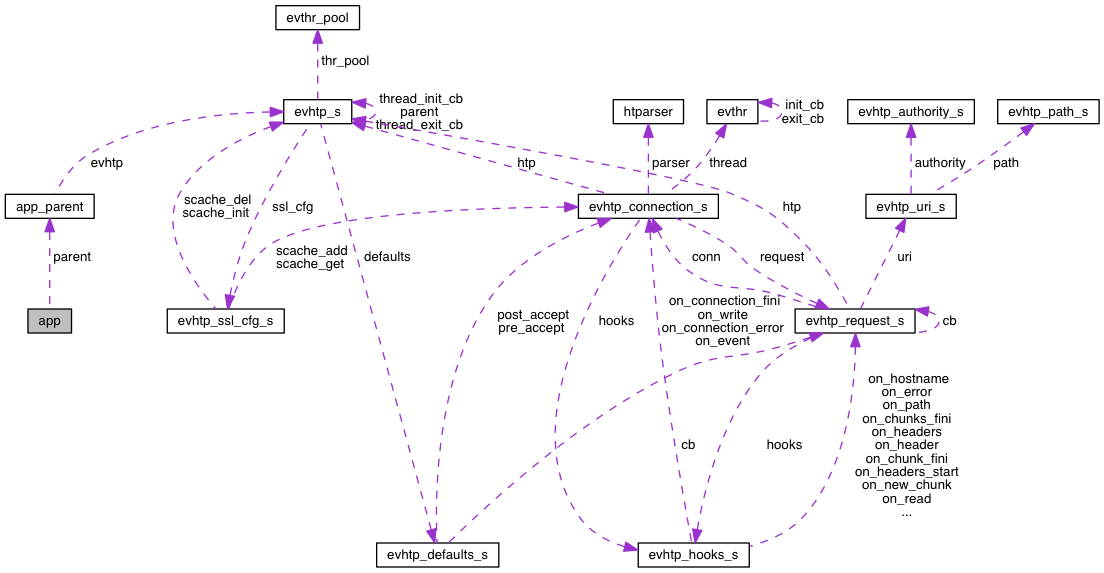 evthr_pool
thr_pool
evhtp_s
thread_init_cb
parent
thread_exit_cb
htparser
evthr
init_cb
exit_cb
evhtp_authority_s
evhtp_path_s
evhtp
htp
parser
thread
authority
path
app_parent
scache_del
scache_init
ssl_cfg
evhtp_connection_s
htp
evhtp_uri_s
parent
scache_add
scache_get
defaults
conn
request
uri
app
evhtp_ssl_cfg_s
post_accept
pre_accept
hooks
on_connection_fini
on_write
on_connection_error
on_event
evhtp_request_s
cb
on_hostname
on_error
on_path
on_chunks_fini
on_headers
on_header
on_chunk_fini
on_headers_start
on_new_chunk
on_read
...
cb
hooks
evhtp_defaults_s
evhtp_hooks_s